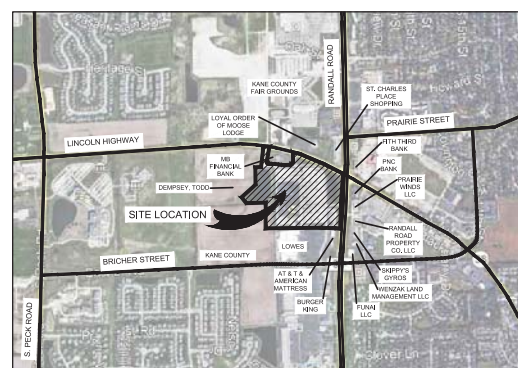 RANDALL ROAD
KANE COUNTY
FAIR GROUNDS
ST. CHARLES
PLACE
SHOPPING
LOYAL ORDER
OF MOOSE
LODGE
PRAIRIE STREET
LINCOLN HIGHWAY
FITH THIRD
BANK
MB
FINANCIAL
BANK
PNC
BANK
DEMPSEY, TODD
PRAIRIE
WINDS
LLC
SITE LOCATION
RANDALL
ROAD
PROPERTY
CO, LLC
LOWES
BRICHER STREET
KANE COUNTY
SKIPPY'S
GYROS
AT & T &
AMERICAN
MATTRESS
WENZAK LAND
MANAGEMENT LLC
BURGER
KING
FUNAI
LLC
S. PECK ROAD